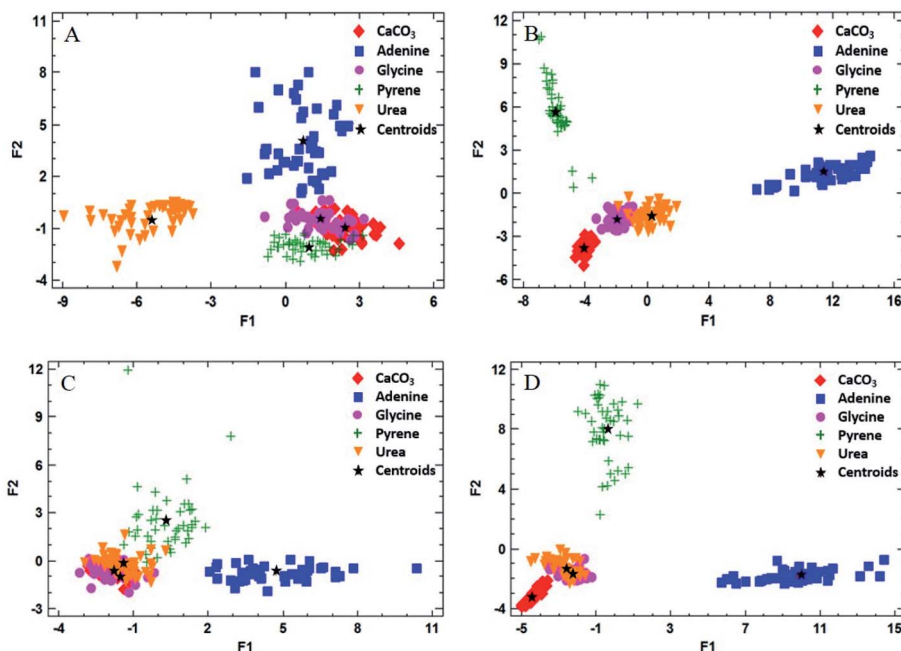 A
CaCO₃
Adenine
Glycine
Pyrene
Urea
Centroids
11
8
5
2
-1
-4
F2
-9
-6
-3
0
3
6
F1
B
CaCO₃
Adenine
Glycine
Pyrene
Urea
Centroids
12
9
6
3
0
-3
-6
F2
-8
-4
0
4
8
12
16
F1
C
CaCO₃
Adenine
Glycine
Pyrene
Urea
Centroids
12
9
6
3
0
-3
F2
-4
-1
2
5
8
11
F1
D
CaCO₃
Adenine
Glycine
Pyrene
Urea
Centroids
12
8
4
0
-4
F2
-5
-1
3
7
11
15
F1